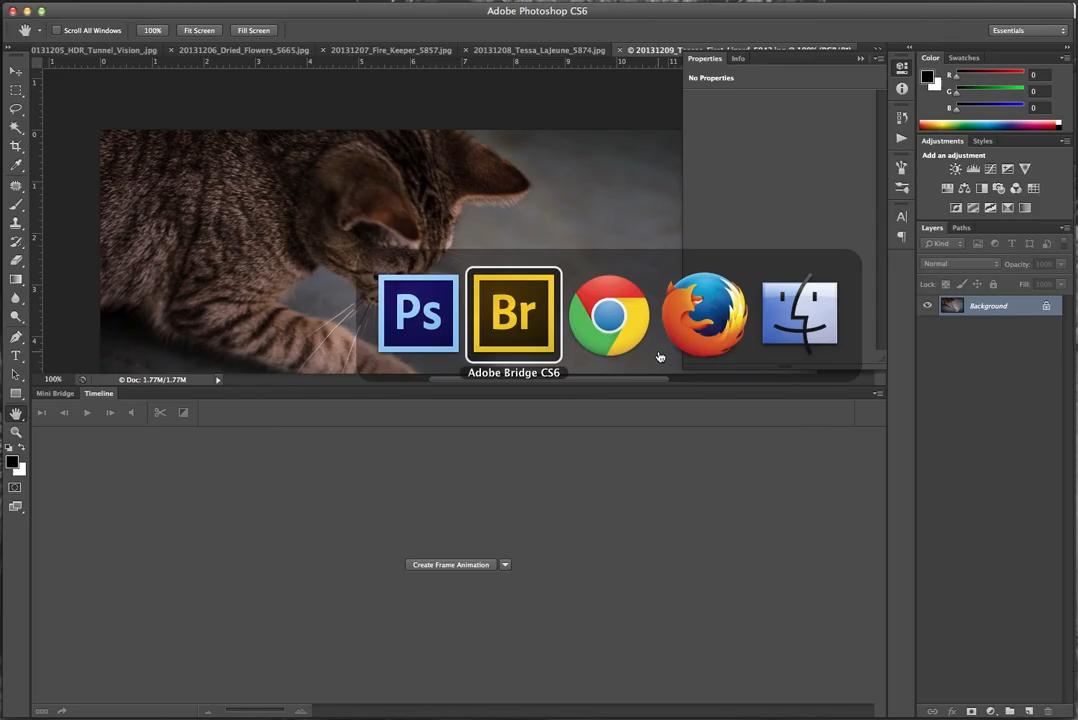 Adobe Photoshop CS6
Scroll All Windows 100% Fit Screen Fill Screen Essentials
20131205_HDR_Tunnel_Vision_.jpg × 20131206_Dried_Flowers_5665.jpg × 20131207_Fire_Keeper_5857.jpg × 20131208_Tessa_LaJeune_5874.jpg ×
Properties Info
No Properties
Color Swatches
R 0
G 0
B 0
Adjustments Styles
Add an adjustment
Layers Paths
Kind
Normal Opacity: 100%
Lock: Fill: 100%
Background
Ps Br
Adobe Bridge CS6
100% © Doc: 1.77M/1.77M
Mini Bridge Timeline
Create Frame Animation